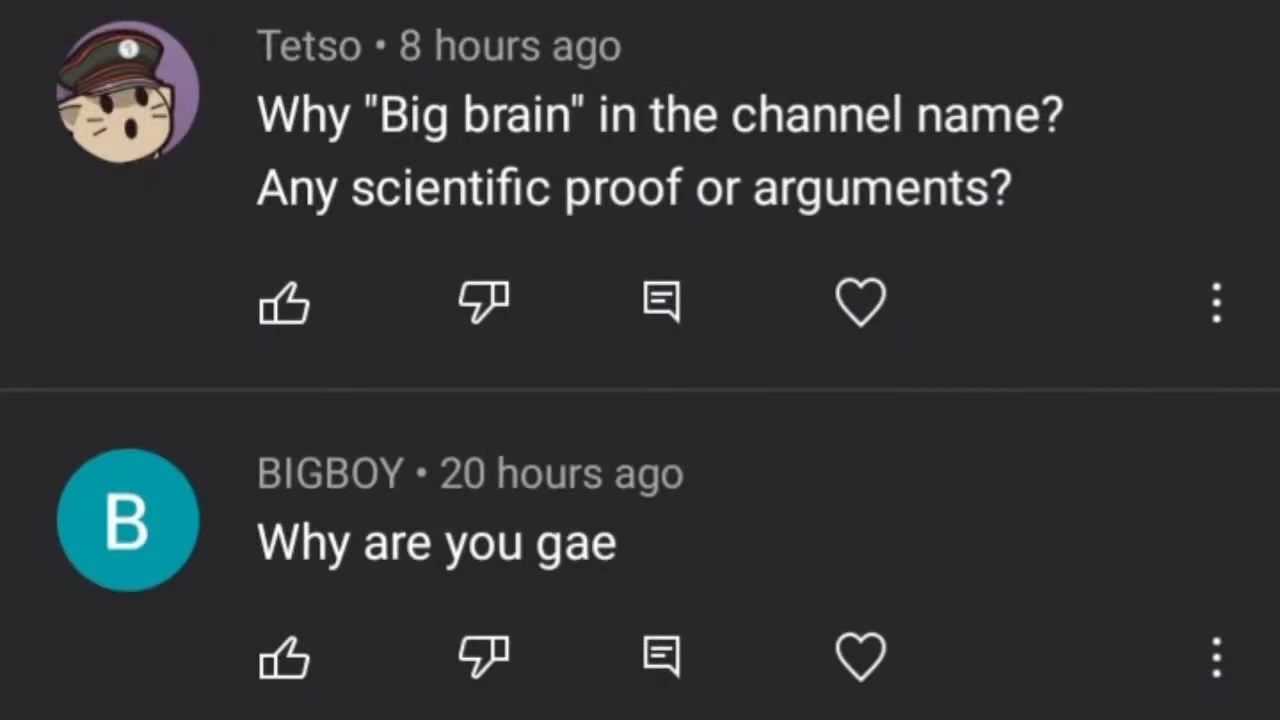 Tetso • 8 hours ago
Why "Big brain" in the channel name?
Any scientific proof or arguments?
B
BIGBOY • 20 hours ago
Why are you gae